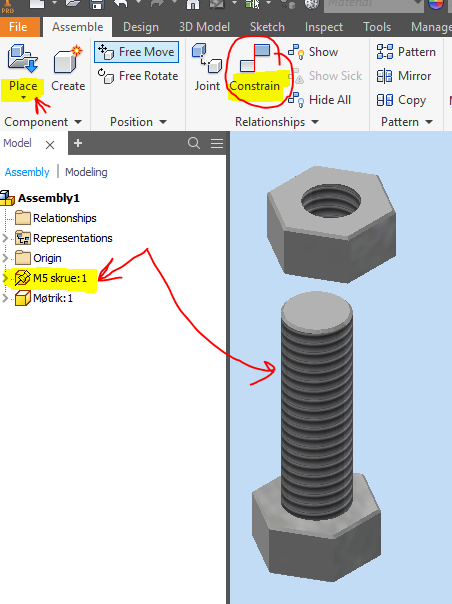 PRO
Material
File Assemble Design 3D Model Sketch Inspect Tools
Place Create
Free Move
Free Rotate
Joint Constrain
Show
Show Sick
Hide All
Pattern
Mirror
Copy
Component Position Relationships Pattern
Model
Assembly Modeling
Assembly1
Relationships
Representations
Origin
M5 skrue:1
Møtrik:1